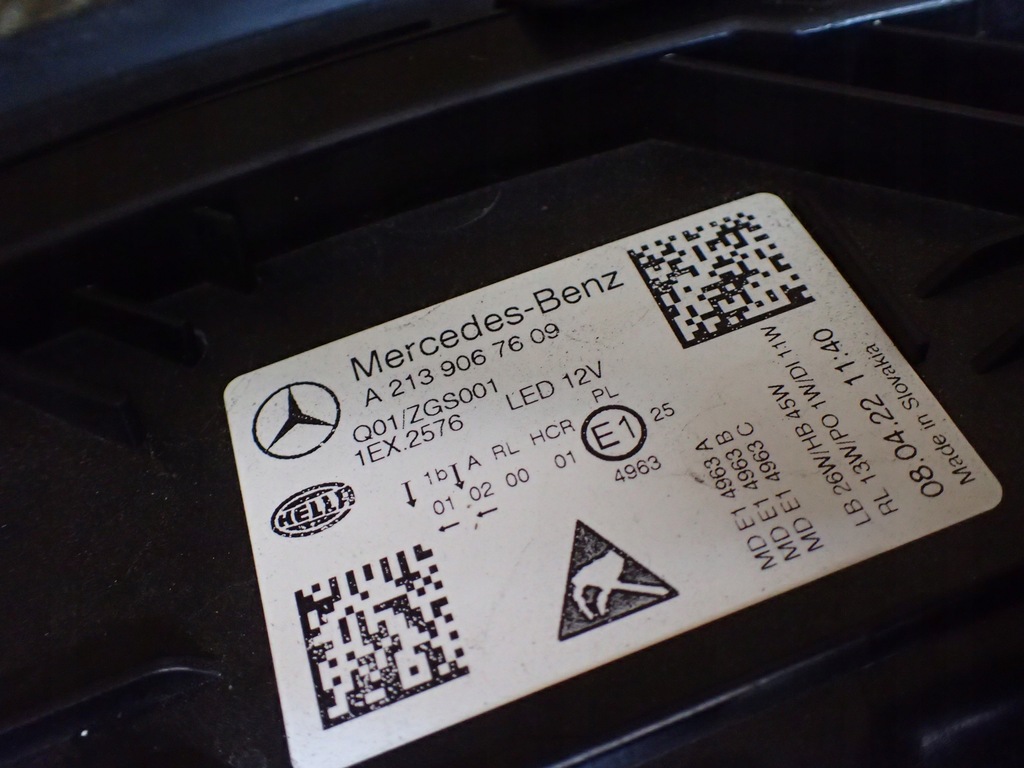 Mercedes-Benz
A 213 906 76 09
Q01/ZGS001
1EX.2576 LED 12V
HELLA
1b A RL HCR PL
01 02 00 01 E1 25
4963
MD E1 4963 A
MD E1 4963 B
MD E1 4963 C
LB 26W/HB 45W
RL 13W/PO 1W/DI 11W
08.04.22 11:40
Made in Slovakia